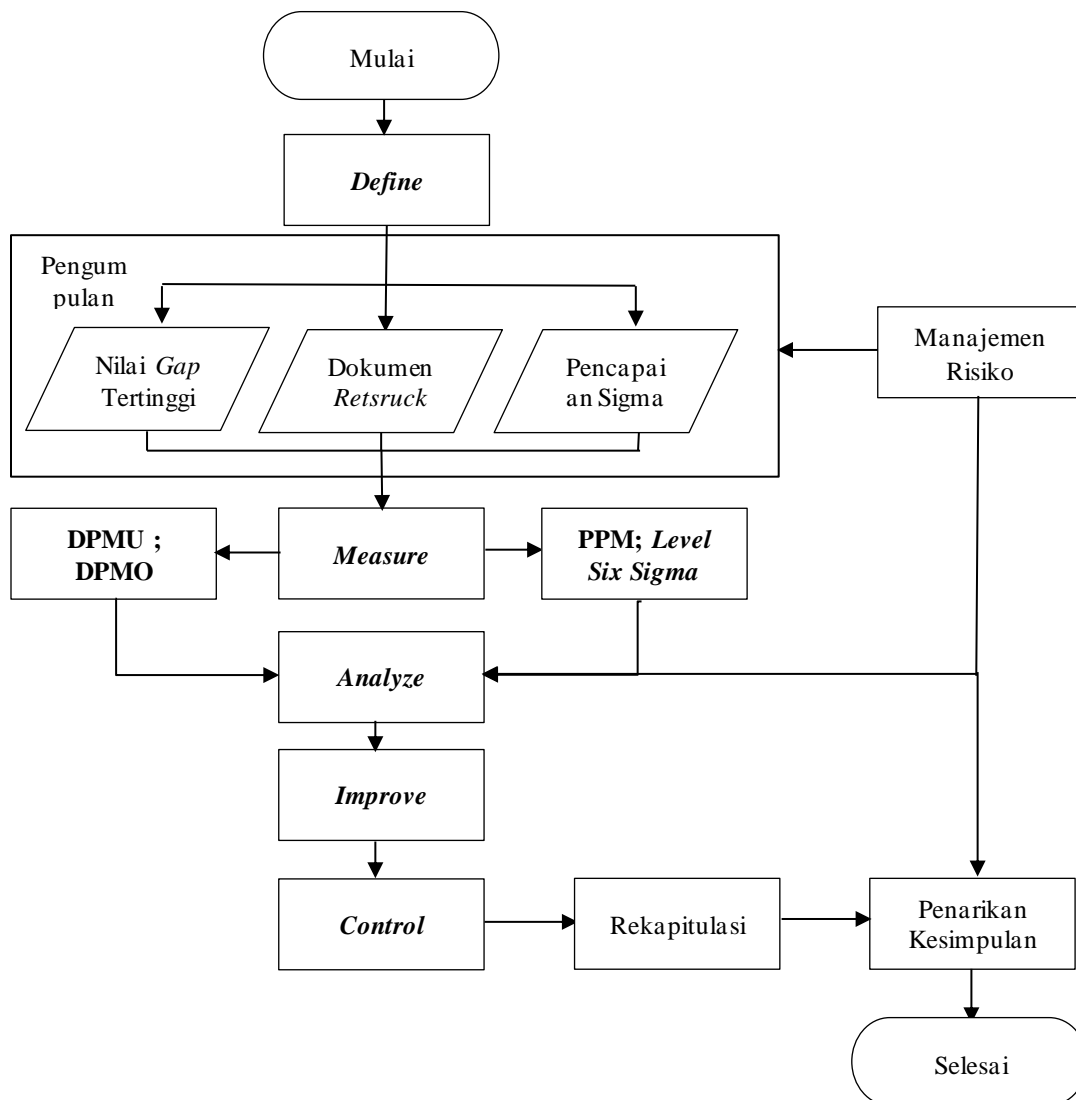 Mulai
Define
Pengum
pulan
Nilai Gap
Tertinggi
Dokumen
Retsruck
Pencapai
an Sigma
Manajemen
Risiko
DPMU ;
DPMO
Measure
PPM; Level
Six Sigma
Analyze
Improve
Control
Rekapitulasi
Penarikan
Kesimpulan
Selesai